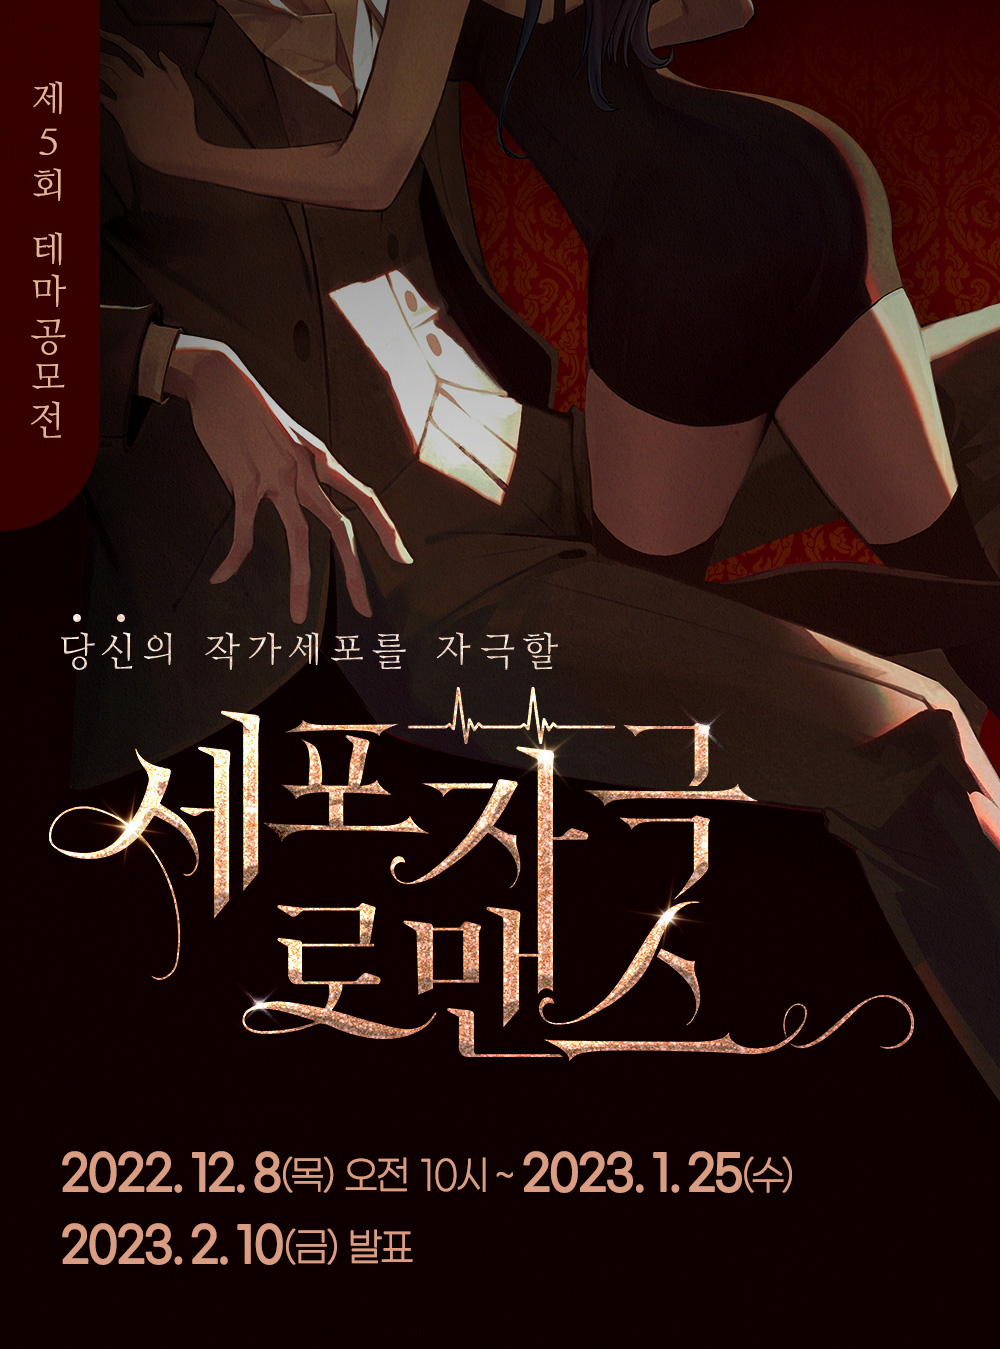 제5회 테마공모전
당신의 작가세포를 자극할
세포자극
로맨스
2022. 12. 8(목) 오전 10시 ~ 2023. 1. 25(수)
2023. 2. 10(금) 발표